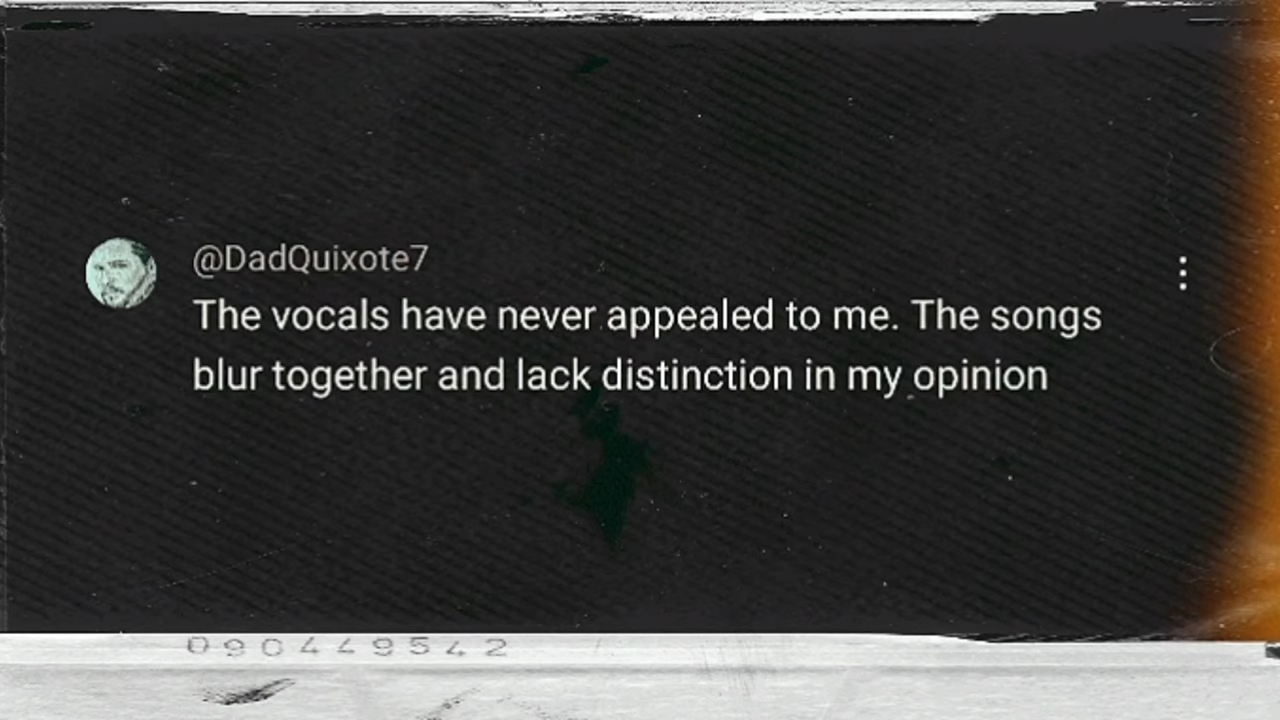 @DadQuixote7
The vocals have never appealed to me. The songs
blur together and lack distinction in my opinion
090449542